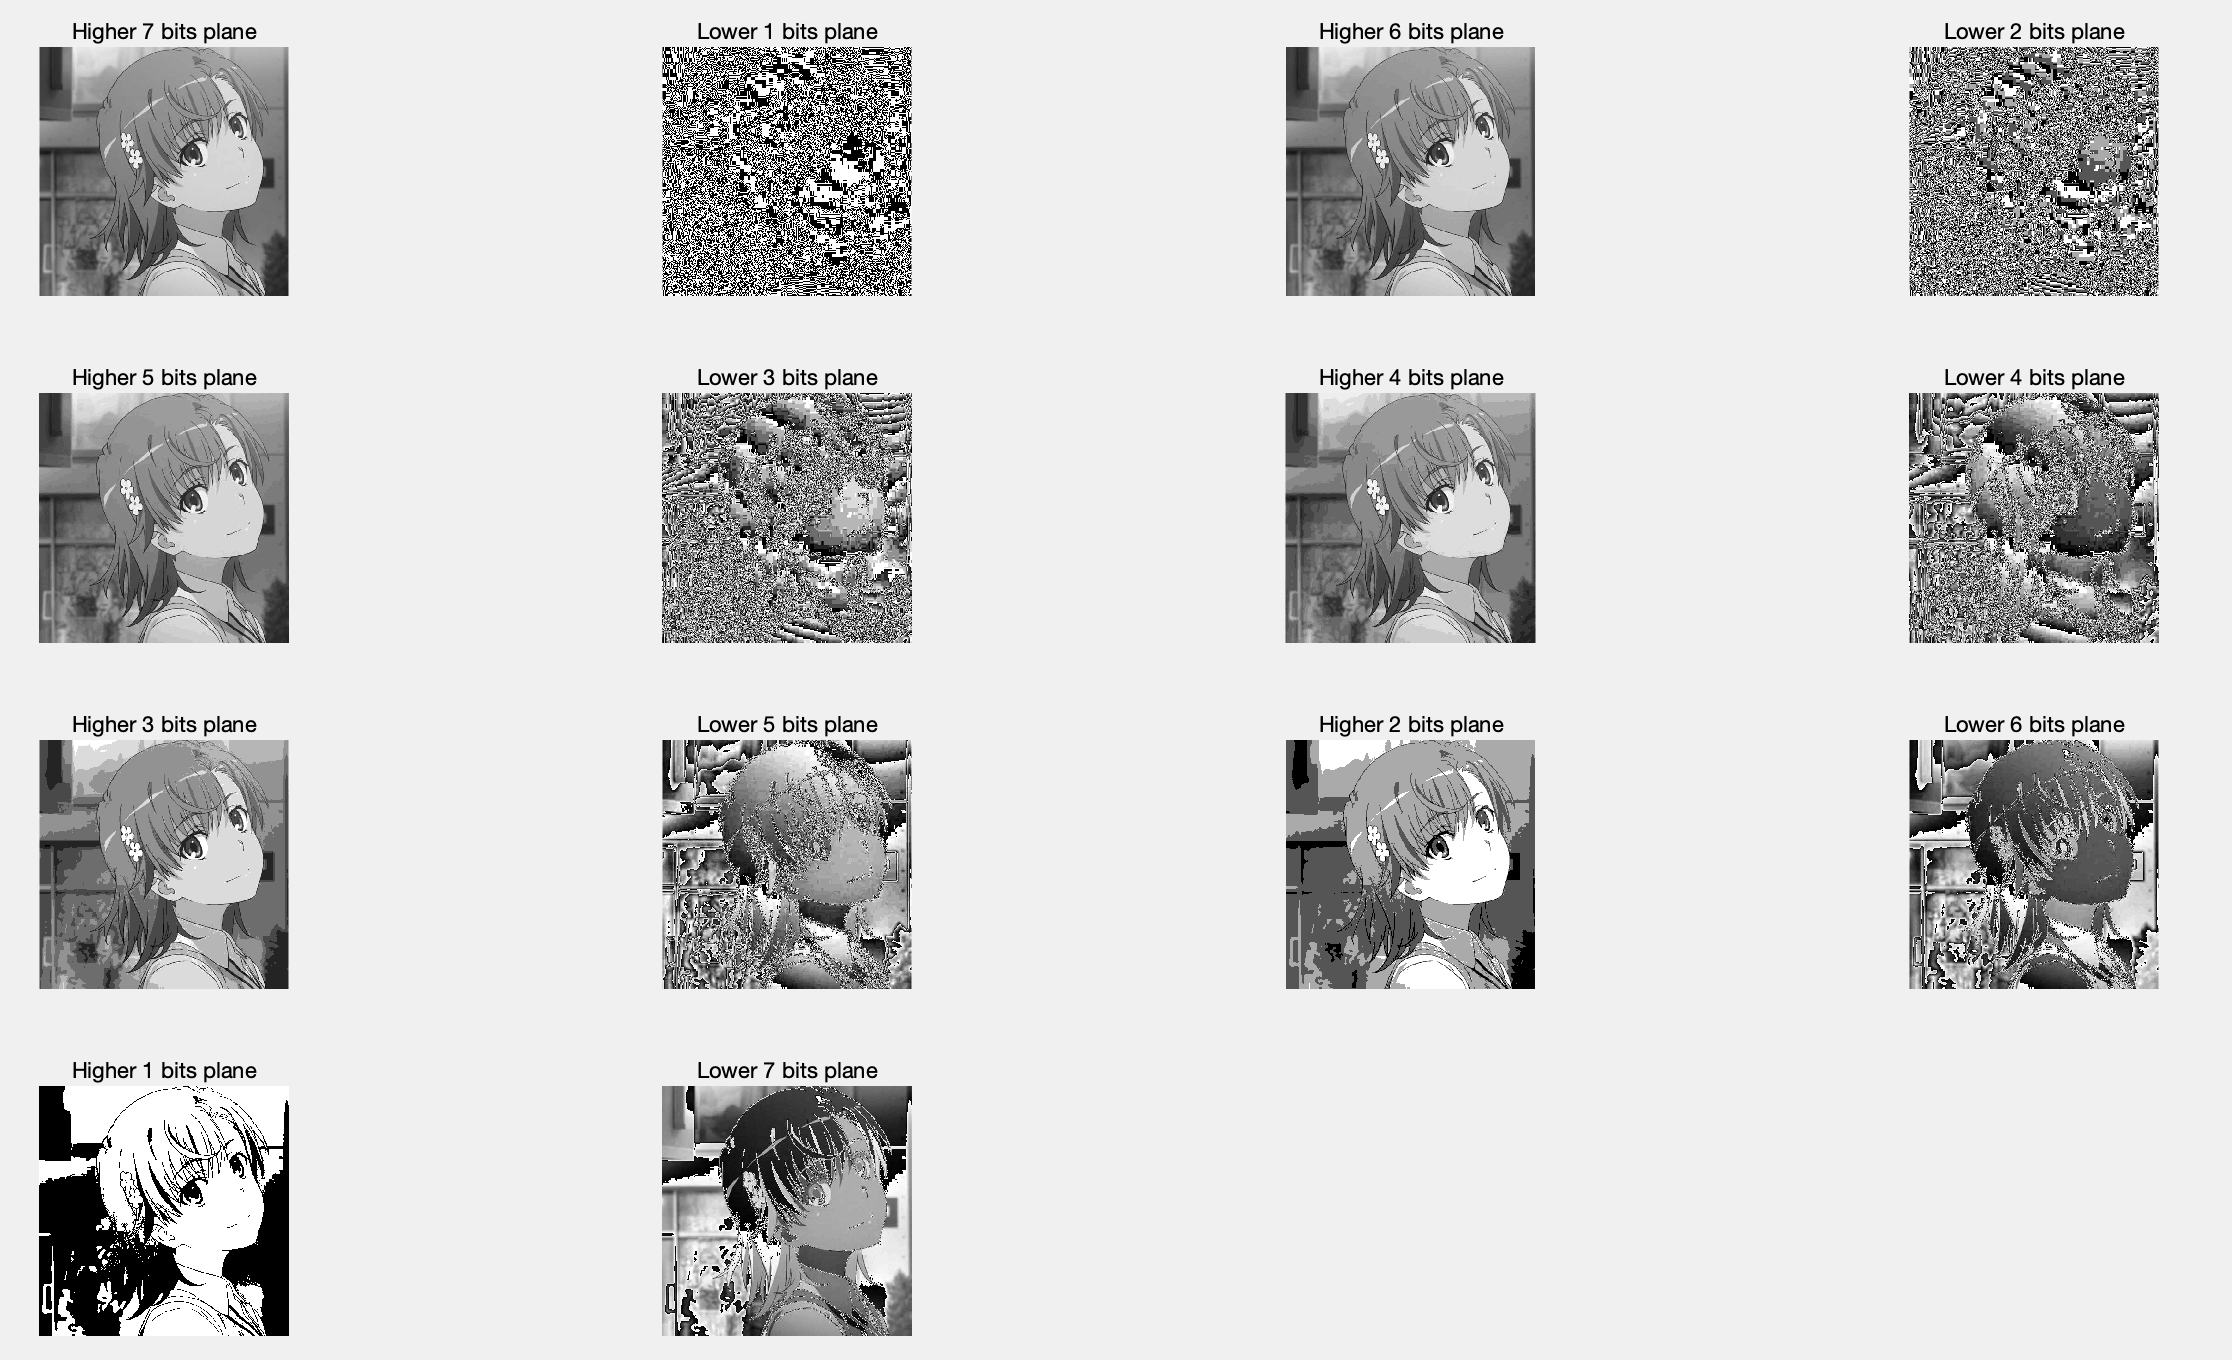 Higher 7 bits plane
Lower 1 bits plane
Higher 6 bits plane
Lower 2 bits plane
Higher 5 bits plane
Lower 3 bits plane
Higher 4 bits plane
Lower 4 bits plane
Higher 3 bits plane
Lower 5 bits plane
Higher 2 bits plane
Lower 6 bits plane
Higher 1 bits plane
Lower 7 bits plane